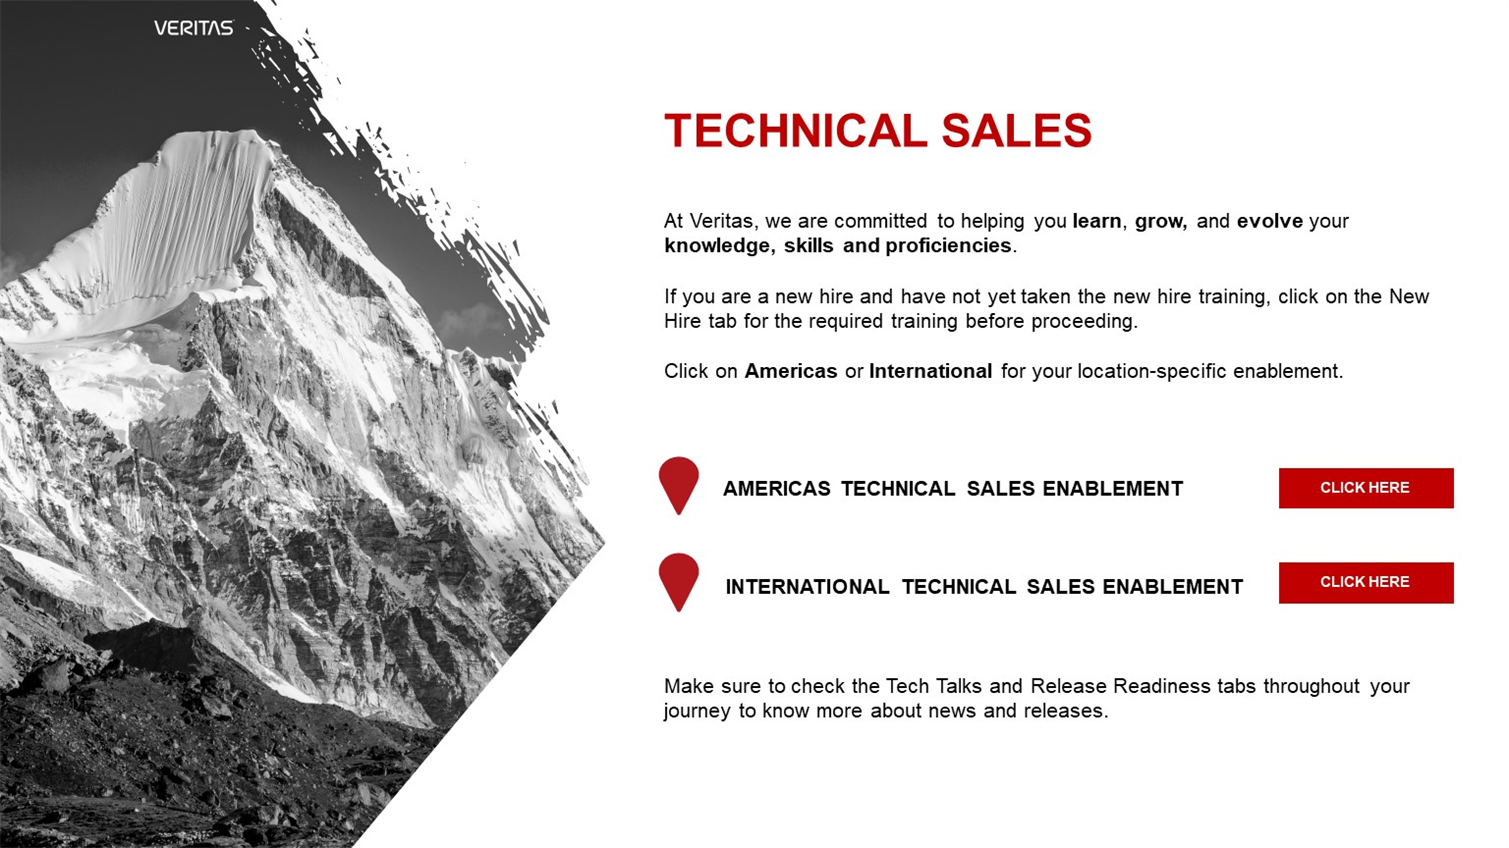 VERITAS
TECHNICAL SALES
At Veritas, we are committed to helping you learn, grow, and evolve your
knowledge, skills and proficiencies.
If you are a new hire and have not yet taken the new hire training, click on the New
Hire tab for the required training before proceeding.
Click on Americas or International for your location-specific enablement.
AMERICAS TECHNICAL SALES ENABLEMENT
CLICK HERE
INTERNATIONAL TECHNICAL SALES ENABLEMENT
CLICK HERE
Make sure to check the Tech Talks and Release Readiness tabs throughout your
journey to know more about news and releases.